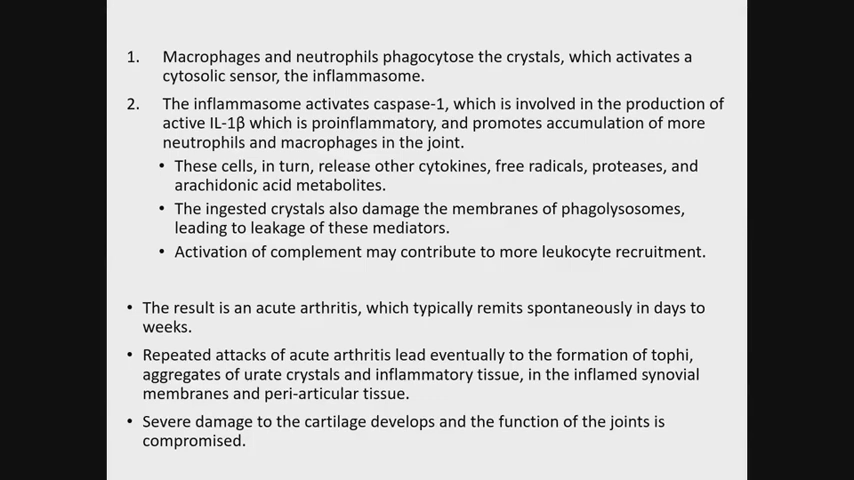 1. Macrophages and neutrophils phagocytose the crystals, which activates a
cytosolic sensor, the inflammasome.
2. The inflammasome activates caspase-1, which is involved in the production of
active IL-1β which is proinflammatory, and promotes accumulation of more
neutrophils and macrophages in the joint.
• These cells, in turn, release other cytokines, free radicals, proteases, and
arachidonic acid metabolites.
• The ingested crystals also damage the membranes of phagolysosomes,
leading to leakage of these mediators.
• Activation of complement may contribute to more leukocyte recruitment.
• The result is an acute arthritis, which typically remits spontaneously in days to
weeks.
• Repeated attacks of acute arthritis lead eventually to the formation of tophi,
aggregates of urate crystals and inflammatory tissue, in the inflamed synovial
membranes and peri-articular tissue.
• Severe damage to the cartilage develops and the function of the joints is
compromised.